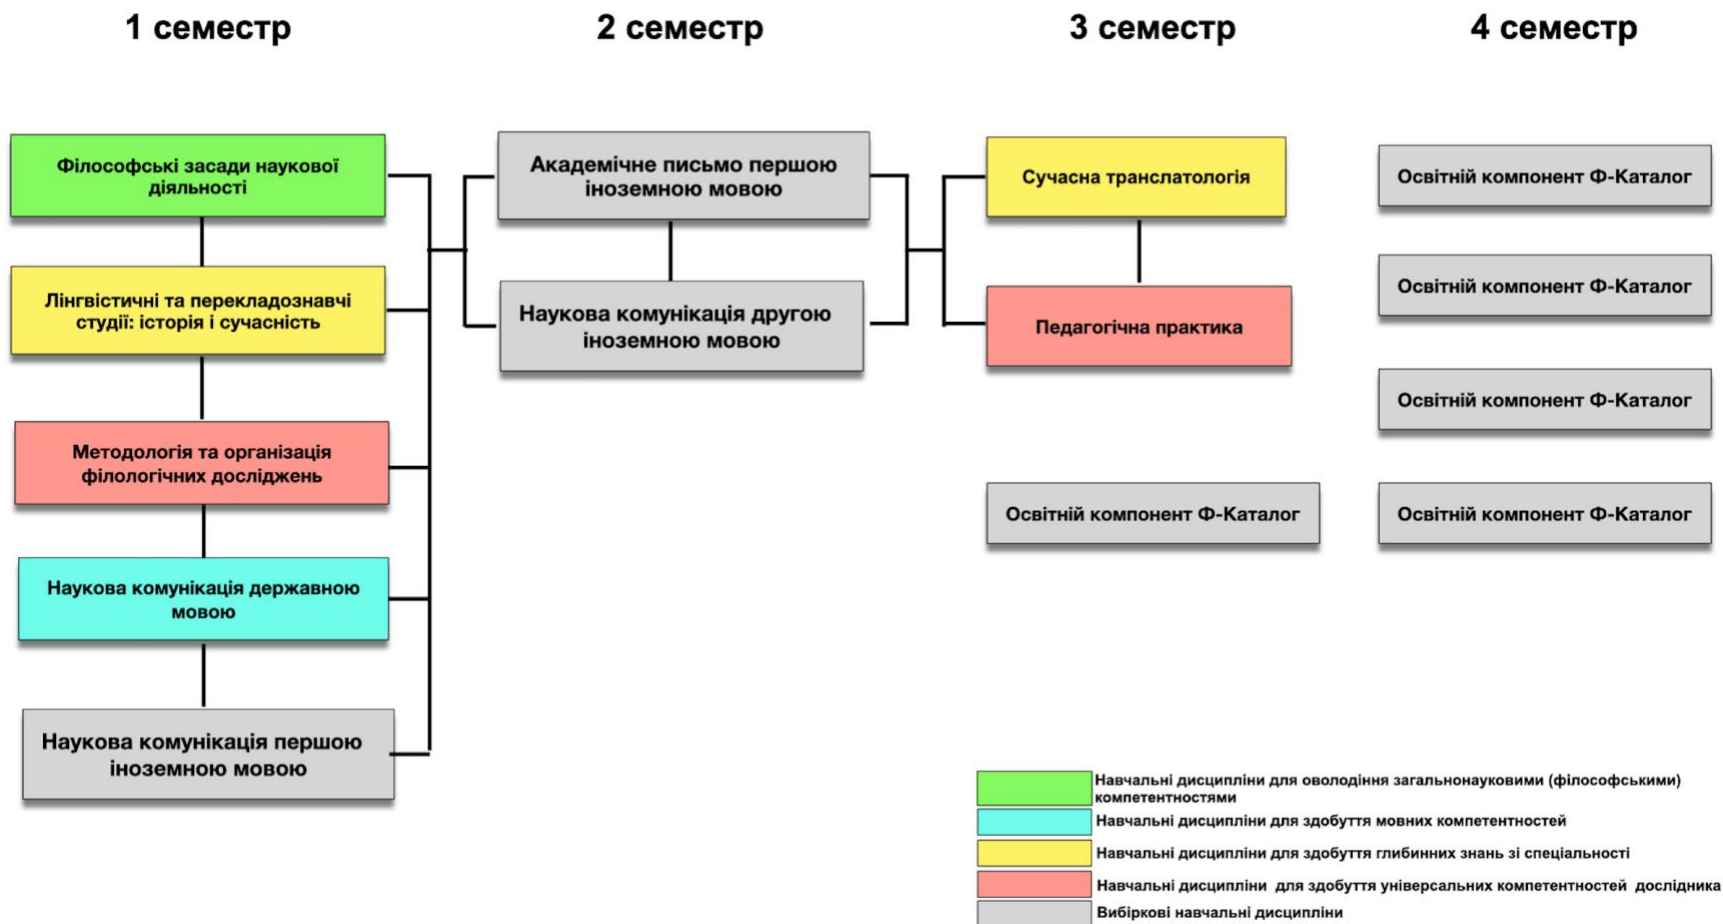 1 семестр
2 семестр
3 семестр
4 семестр
Філософські засади наукової
діяльності
Лінгвістичні та перекладознавчі
студії: історія і сучасність
Методологія та організація
філологічних досліджень
Наукова комунікація державною
мовою
Наукова комунікація першою
іноземною мовою
Академічне письмо першою
іноземною мовою
Наукова комунікація другою
іноземною мовою
Сучасна транслатологія
Педагогічна практика
Освітній компонент Ф-Каталог
Освітній компонент Ф-Каталог
Освітній компонент Ф-Каталог
Освітній компонент Ф-Каталог
Освітній компонент Ф-Каталог
Навчальні дисципліни для оволодіння загальнонауковими (філософськими)
компетентностями
Навчальні дисципліни для здобуття мовних компетентностей
Навчальні дисципліни для здобуття глибинних знань зі спеціальності
Навчальні дисципліни для здобуття універсальних компетентностей дослідника
Вибіркові навчальні дисципліни